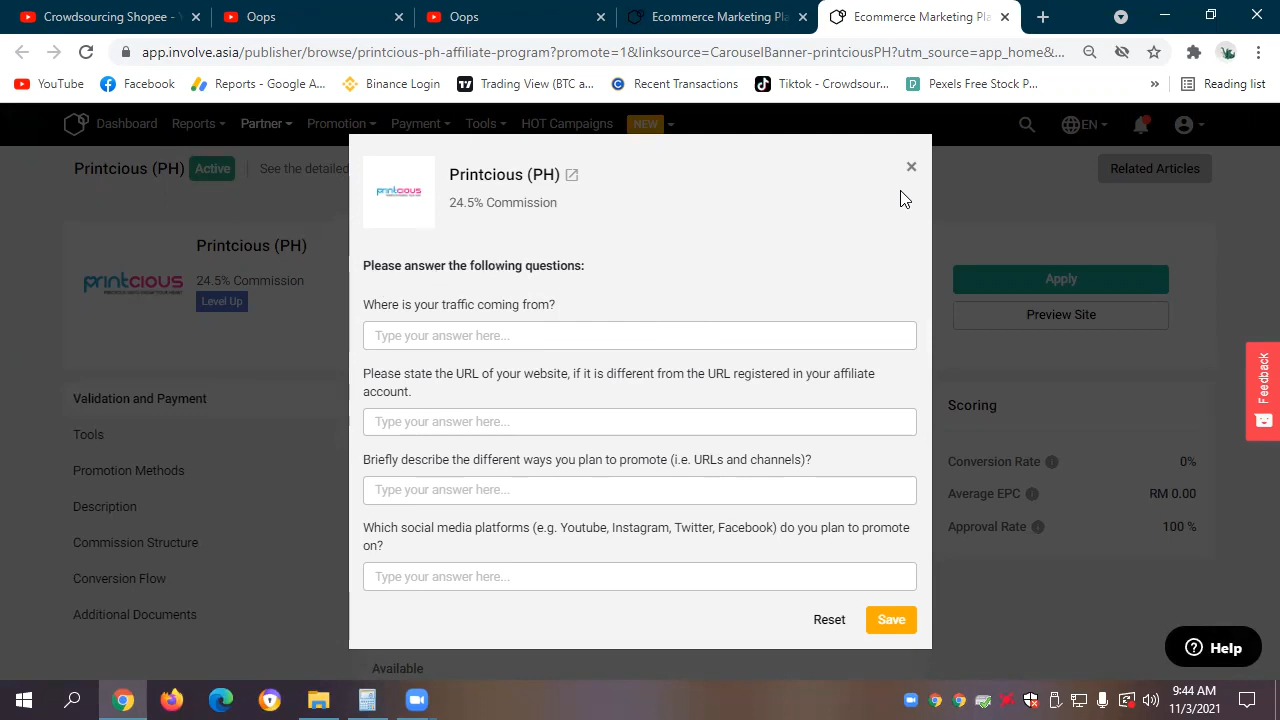 Crowdsourcing Shopee - Y
Oops
Oops
Ecommerce Marketing Pla
Ecommerce Marketing Pla
app.involve.asia/publisher/browse/printcious-ph-affiliate-program?promote=1&linksource=CarouselBanner-printciousPH?utm_source=app_home&...
YouTube
Facebook
Reports - Google A...
Binance Login
Trading View (BTC a...
Recent Transactions
Tiktok - Crowdsour...
Pexels Free Stock P...
Reading list
Dashboard
Reports
Partner
Promotion
Payment
Tools
HOT Campaigns
NEW
EN
Printcious (PH)
Active
See the detailed
Related Articles
printcious
Printcious (PH)
24.5% Commission
Level Up
Apply
Preview Site
Validation and Payment
Tools
Promotion Methods
Description
Commission Structure
Conversion Flow
Additional Documents
printcious
Printcious (PH)
24.5% Commission
Please answer the following questions:
Where is your traffic coming from?
Type your answer here...
Please state the URL of your website, if it is different from the URL registered in your affiliate
account.
Type your answer here...
Briefly describe the different ways you plan to promote (i.e. URLs and channels)?
Type your answer here...
Which social media platforms (e.g. Youtube, Instagram, Twitter, Facebook) do you plan to promote
on?
Type your answer here...
Reset
Save
Available
Scoring
Conversion Rate
0%
Average EPC
RM 0.00
Approval Rate
100 %
Feedback
Help
9:44 AM
11/3/2021